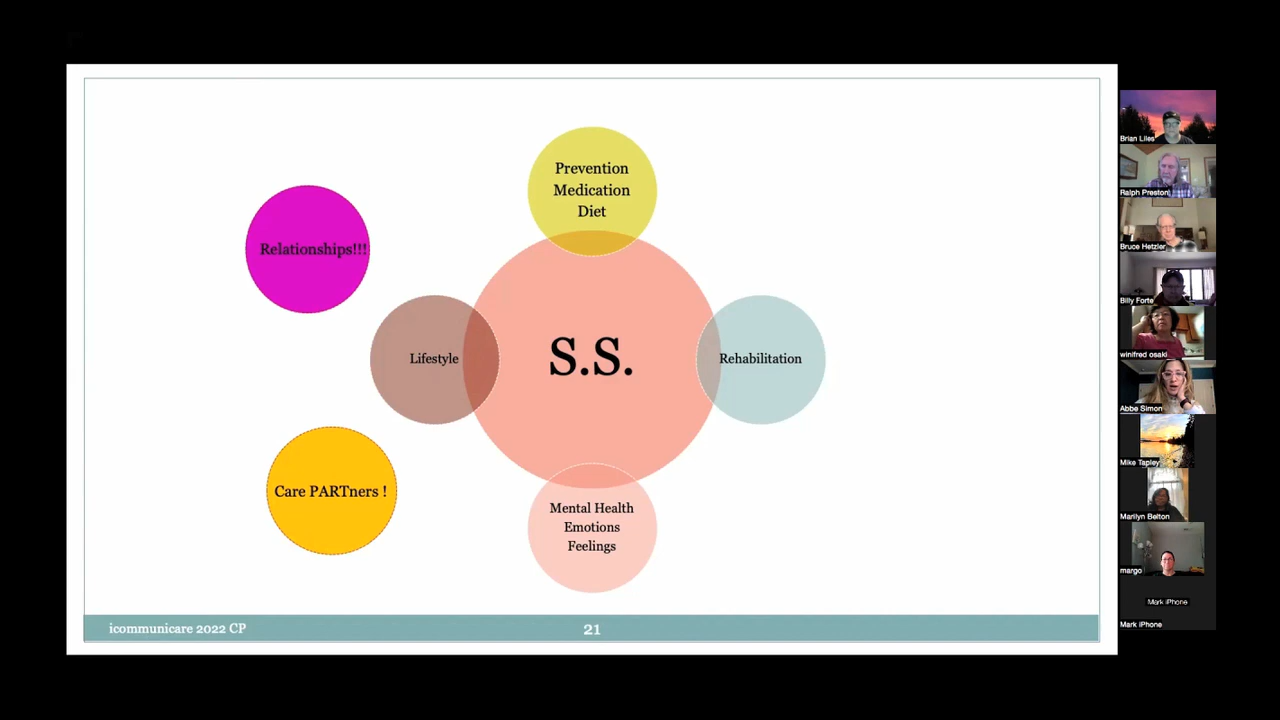 Prevention
Medication
Diet
Relationships!!!
Lifestyle
S.S.
Rehabilitation
Care PARTners !
Mental Health
Emotions
Feelings
icommunicare 2022 CP
21
Brian Liles
Ralph Preston
Bruce Hetzler
Billy Forte
winifred osaki
Abbe Simon
Mike Tapley
Marilyn Belton
margo
Mark iPhone
Mark iPhone